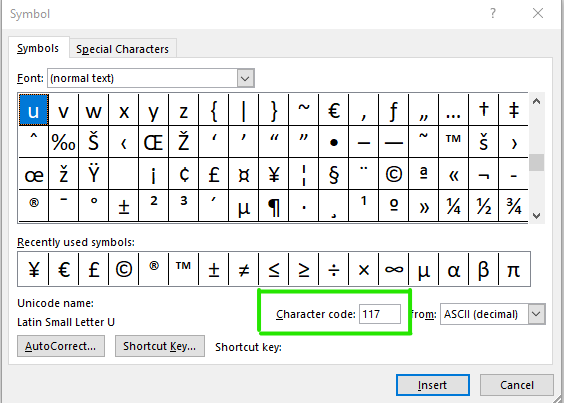 Symbol
Symbols Special Characters
Font: (normal text)
u v w x y z { | } ~ € ‚ ƒ „ … † ‡
ˆ ‰ Š ‹ Œ Ž ‘ ’ “ ” • – — ˜ ™ š ›
œ ž Ÿ ¡ ¢ £ ¤ ¥ ¦ § ¨ © ª « ¬ -
® ¯ ° ± ² ³ ´ µ ¶ · ¸ ¹ º » ¼ ½ ¾
Recently used symbols:
¥ € £ © ® ™ ± ≠ ≤ ≥ ÷ × ∞ µ α β π
Unicode name:
Latin Small Letter U
Character code: 117 from: ASCII (decimal)
AutoCorrect... Shortcut Key... Shortcut key:
Insert Cancel